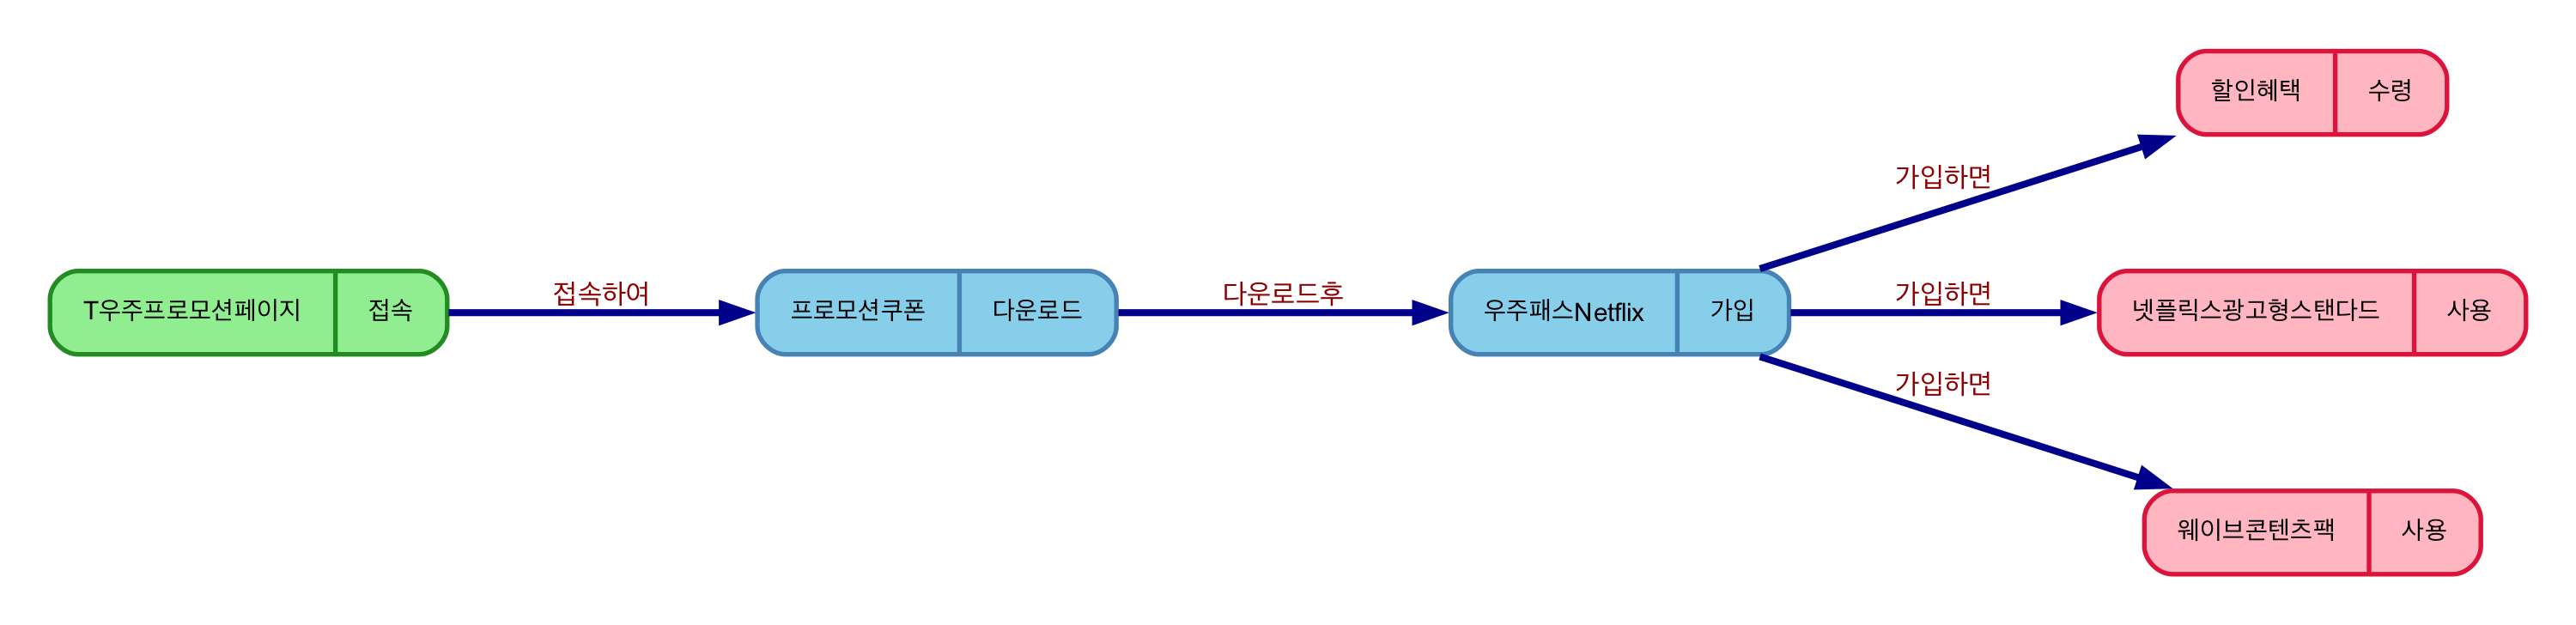 T우주프로모션페이지 접속
접속하여
프로모션쿠폰 다운로드
다운로드후
우주패스Netflix 가입
가입하면
할인혜택 수령
가입하면
넷플릭스광고형스탠다드 사용
가입하면
웨이브콘텐츠팩 사용